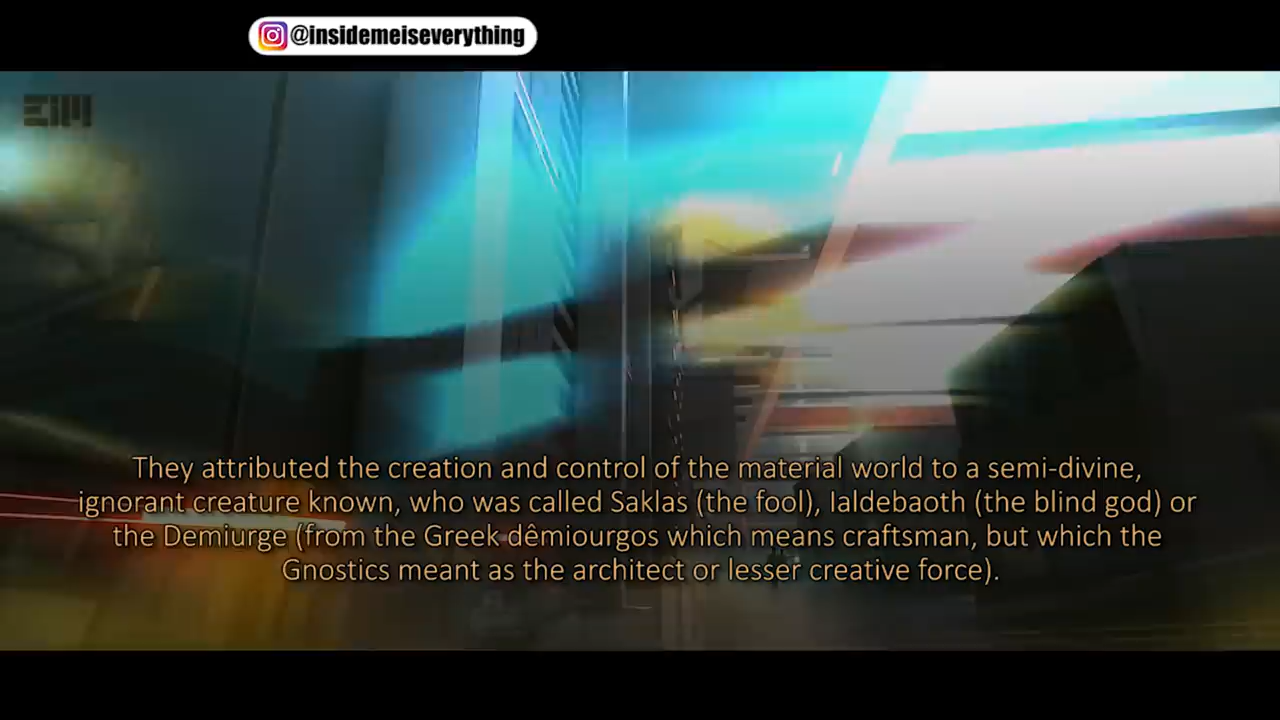 @insidemeiseverything
EiM
They attributed the creation and control of the material world to a semi-divine,
ignorant creature known, who was called Saklas (the fool), Ialdebaoth (the blind god) or
the Demiurge (from the Greek dêmiourgos which means craftsman, but which the
Gnostics meant as the architect or lesser creative force).